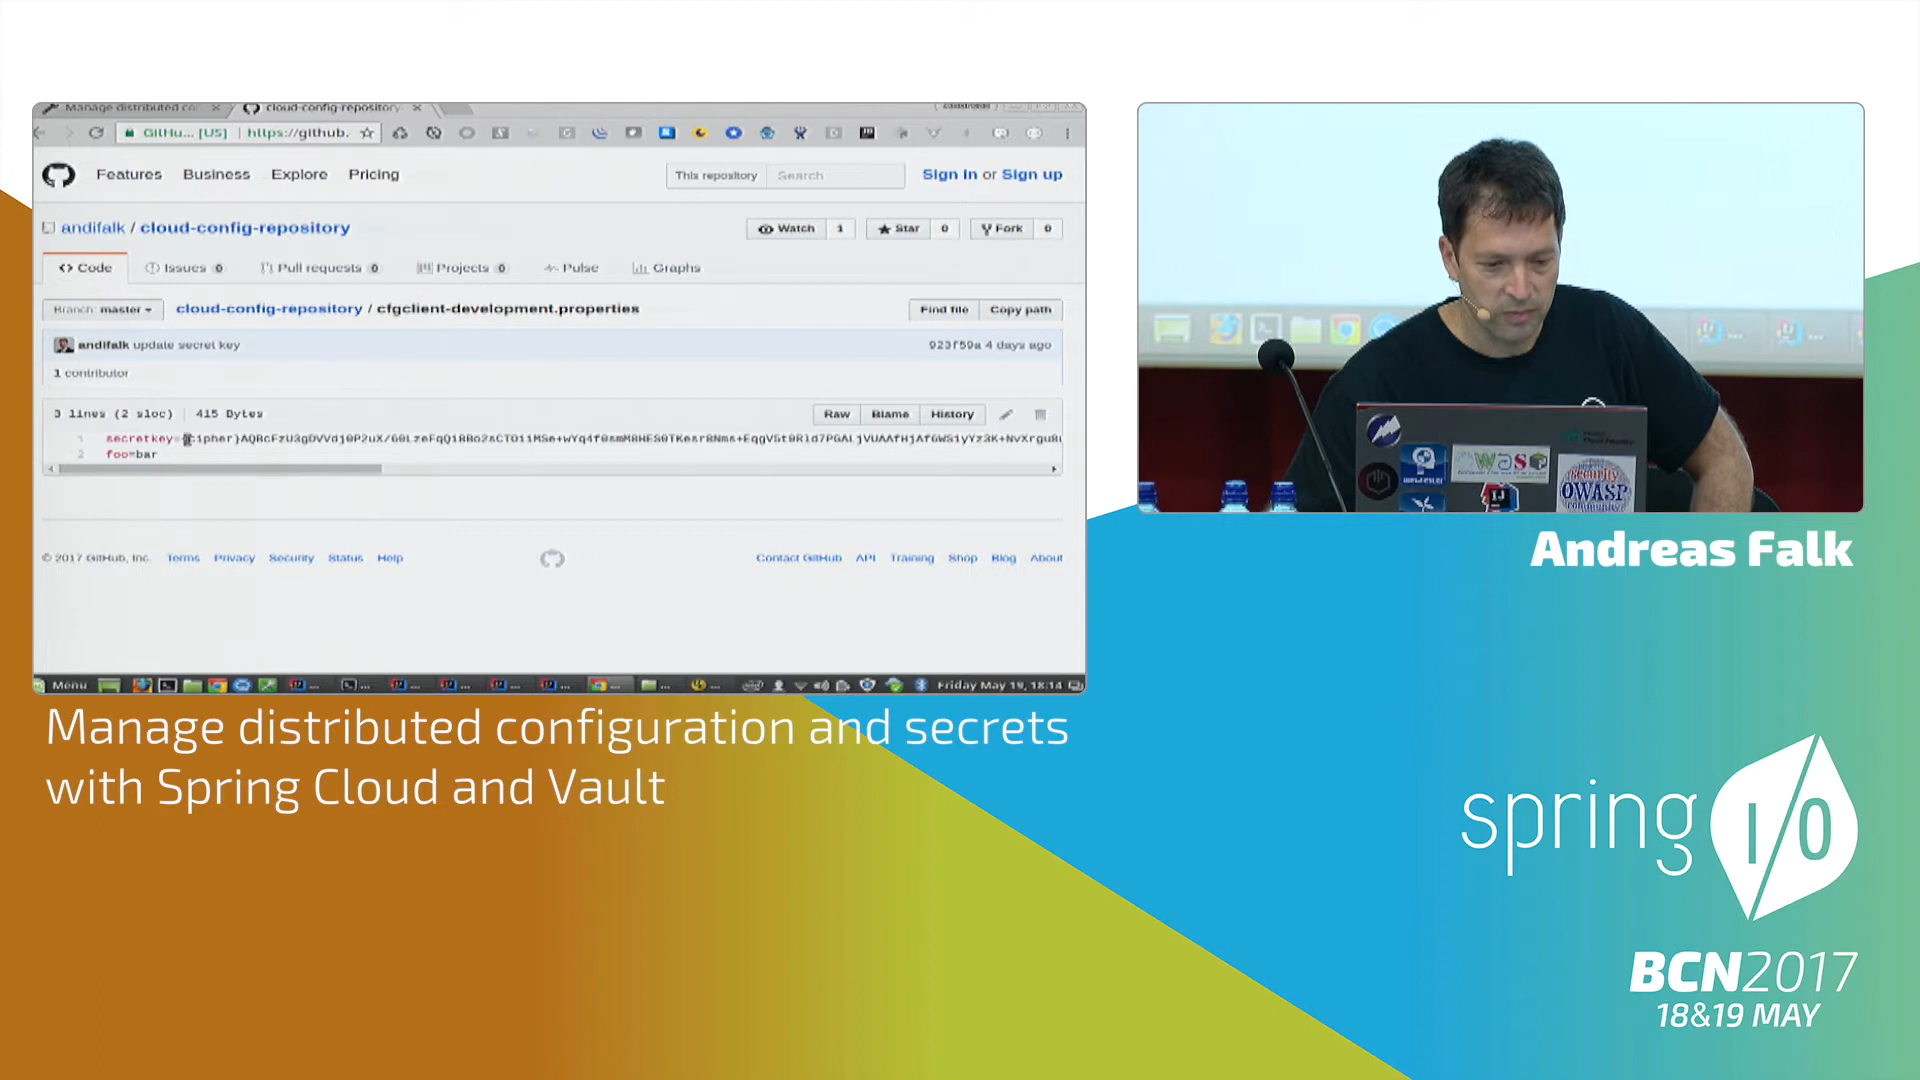 Manage distributed co
cloud-config-repository
GitHu... [US] https://github.
Features Business Explore Pricing
This repository Search
Sign in or Sign up
andifalk / cloud-config-repository
Watch 1 Star 0 Fork 0
Code Issues 0 Pull requests 0 Projects 0 Pulse Graphs
Branch: master cloud-config-repository / cfgclient-development.properties Find file Copy path
andifalk update secret key 923f59a 4 days ago
1 contributor
3 lines (2 sloc) 415 Bytes Raw Blame History
1 secretkey=
2 foo=bar
© 2017 GitHub, Inc. Terms Privacy Security Status Help Contact GitHub API Training Shop Blog About
Menu Friday May 19, 18:14
security
OWASP
community
owasp
IJ
Andreas Falk
Manage distributed configuration and secrets
with Spring Cloud and Vault
spring I/O
BCN2017
18&19 MAY